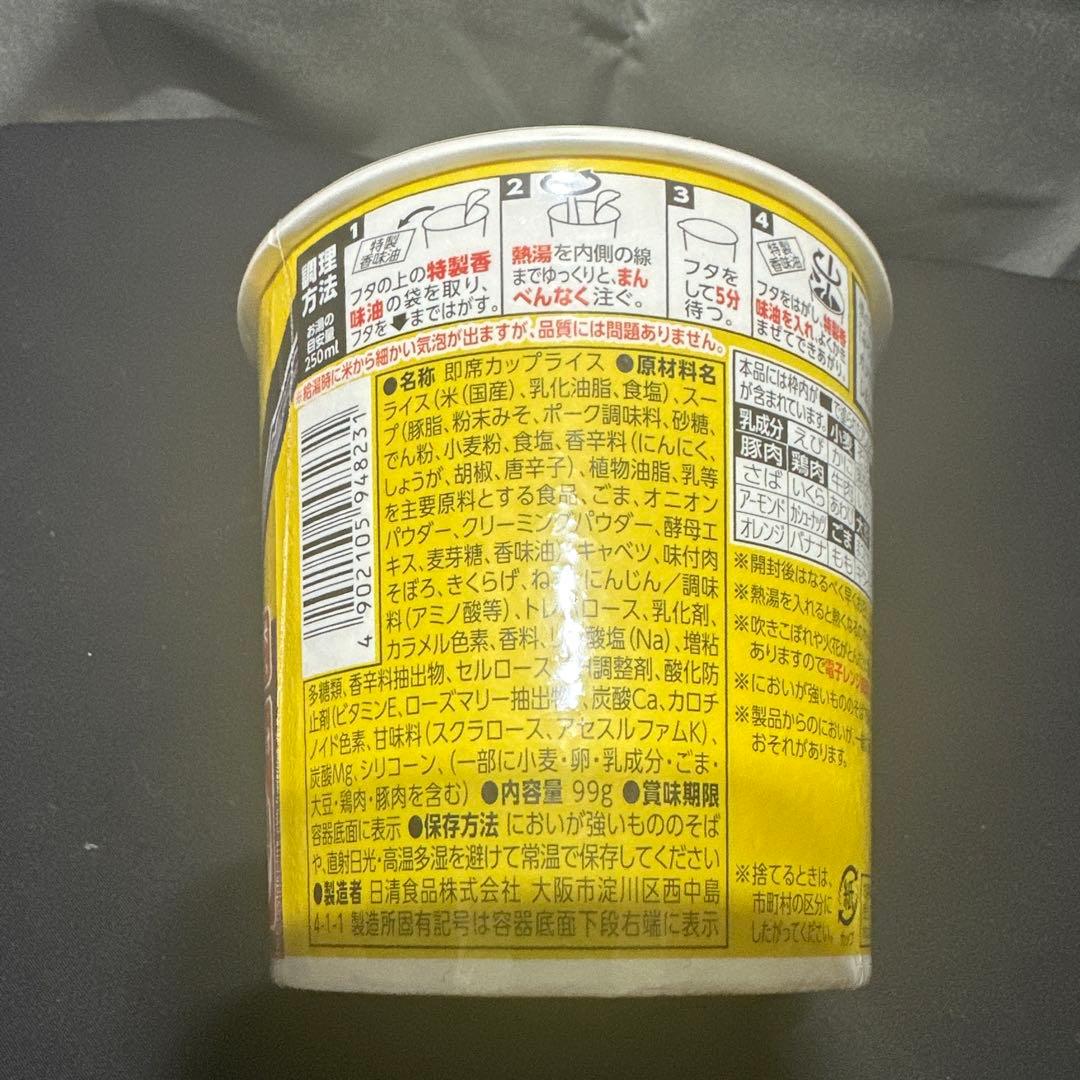 調理方法
お湯の目安量 250ml
1
特製香味油
フタの上の特製香
味油の袋を取り、
フタを⬇まではがす。
2
熱湯を内側の線
までゆっくりと、まん
べんなく注ぐ。
3
フタを
して5分
待つ。
4
特製香味油
フタをはがし、特製香
味油を入れ、よくかき
まぜてできあがり。
※給湯時に米から細かい気泡が出ますが、品質には問題ありません。
●名称 即席カップライス ●原材料名
ライス(米(国産)、乳化油脂、食塩)、スー
プ(豚脂、粉末みそ、ポーク調味料、砂糖、
でん粉、小麦粉、食塩、香辛料(にんにく、
しょうが、胡椒、唐辛子)、植物油脂、乳等
を主要原料とする食品、ごま、オニオン
パウダー、クリーミングパウダー、酵母エ
キス、麦芽糖、香味油)、キャベツ、味付肉
そぼろ、きくらげ、ねぎ、にんじん/調味
料(アミノ酸等)、トレハロース、乳化剤、
カラメル色素、香料、リン酸塩(Na)、増粘
多糖類、香辛料抽出物、セルロース、pH調整剤、酸化防
止剤(ビタミンE、ローズマリー抽出物)、炭酸Ca、カロチ
ノイド色素、甘味料(スクラロース、アセスルファムK)、
炭酸Mg、シリコーン、(一部に小麦・卵・乳成分・ごま・
大豆・鶏肉・豚肉を含む) ●内容量 99g ●賞味期限
容器底面に表示 ●保存方法 においが強いもののそば
や、直射日光・高温多湿を避けて常温で保存してください
●製造者 日清食品株式会社 大阪市淀川区西中島
4-1-1 製造所固有記号は容器底面下段右端に表示
4 902105 948231
本品には枠内が■で
が含まれています。
乳成分 えび かに
小麦
豚肉 鶏肉 牛肉
さば いくら あわび
アーモンド カシューナッツ ごま
オレンジ バナナ もも
※開封後はなるべく早く
※熱湯を入れると熱くなる
※吹きこぼれや火花が
ありますので電子レンジ
※においが強いもののそば
※製品からのにおいが
おそれがあります。
※捨てるときは、
市町村の区分に
したがってください。
紙
カップ